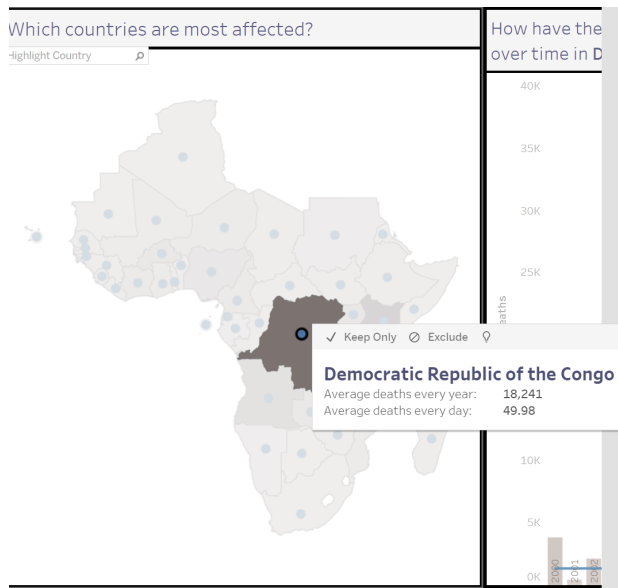 Which countries are most affected?
Highlight Country
How have the
over time in D
40K
35K
30K
25K
eaths
Keep Only Exclude
Democratic Republic of the Congo
Average deaths every year: 18,241
Average deaths every day: 49.98
10K
5K
0K
2000
2001
2002